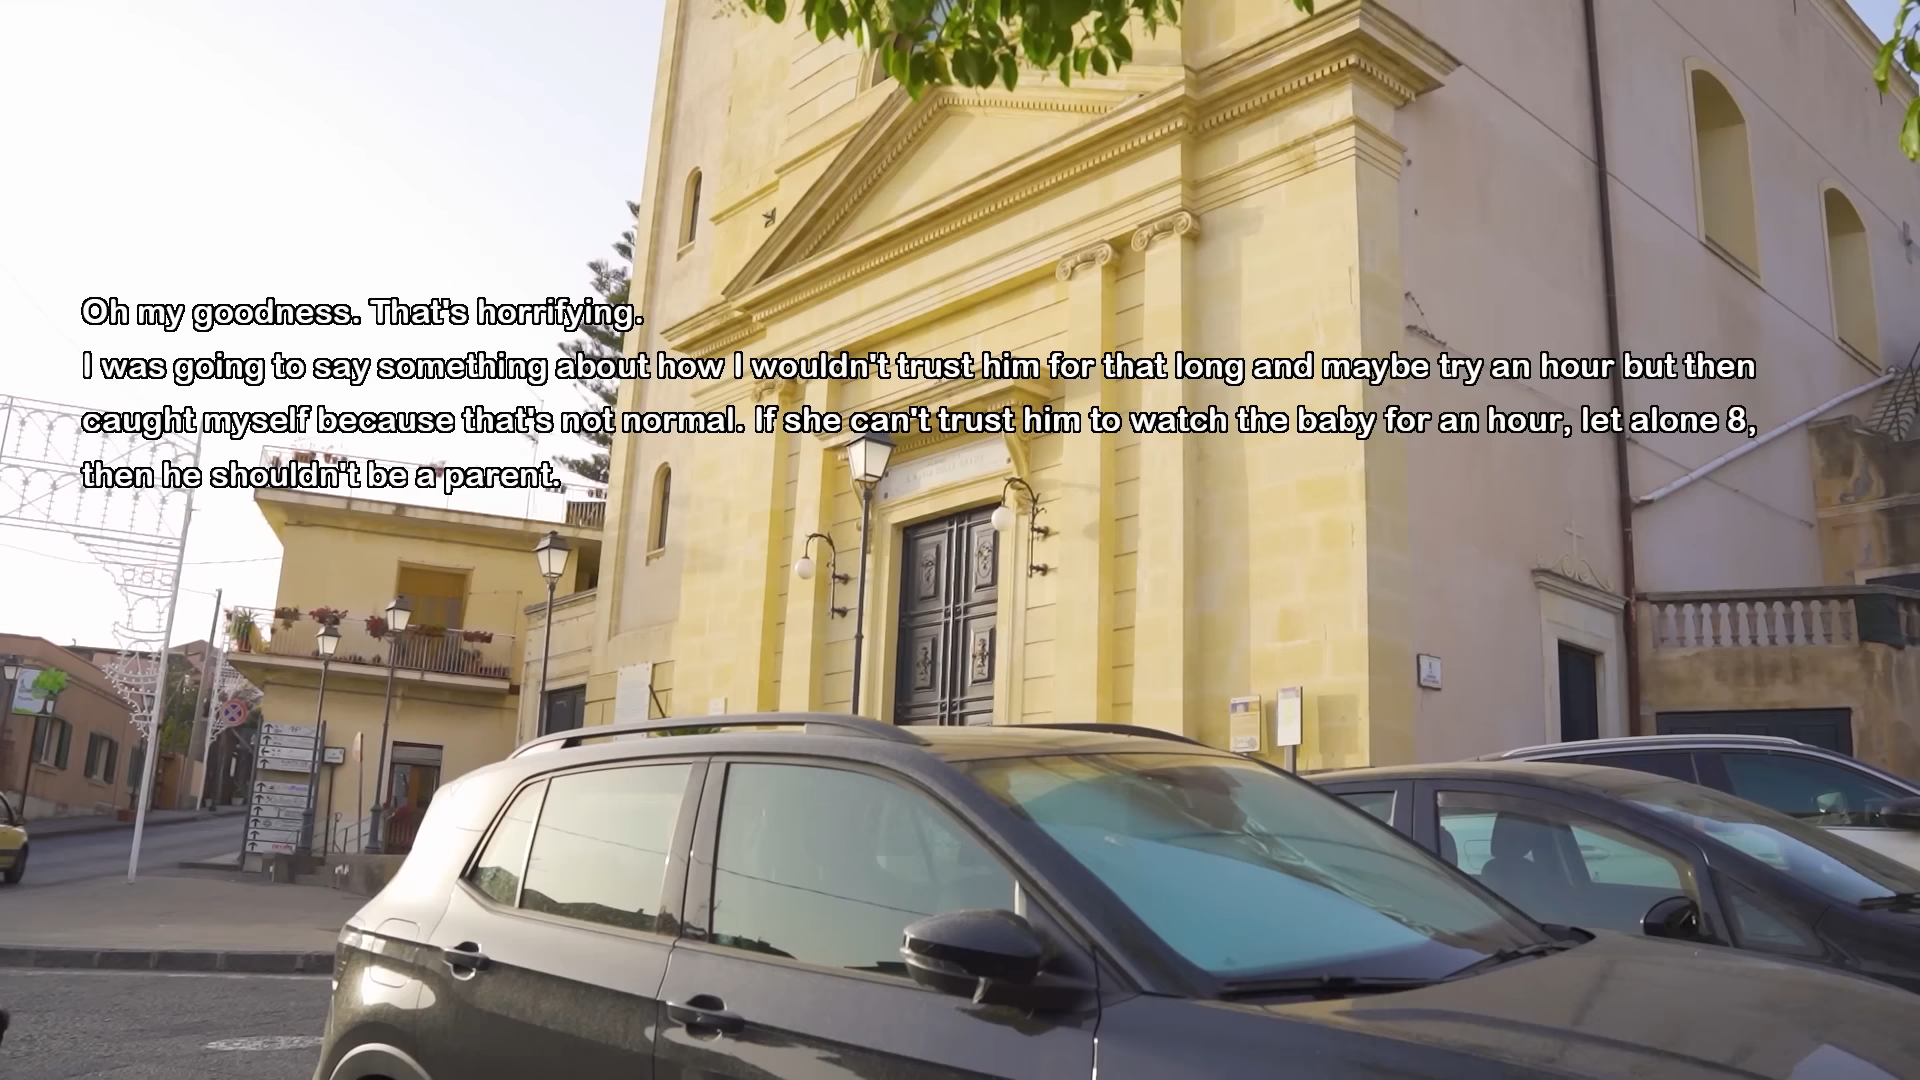 Oh my goodness. That's horrifying.
I was going to say something about how I wouldn't trust him for that long and maybe try an hour but then
caught myself because that's not normal. If she can't trust him to watch the baby for an hour, let alone 8,
then he shouldn't be a parent.